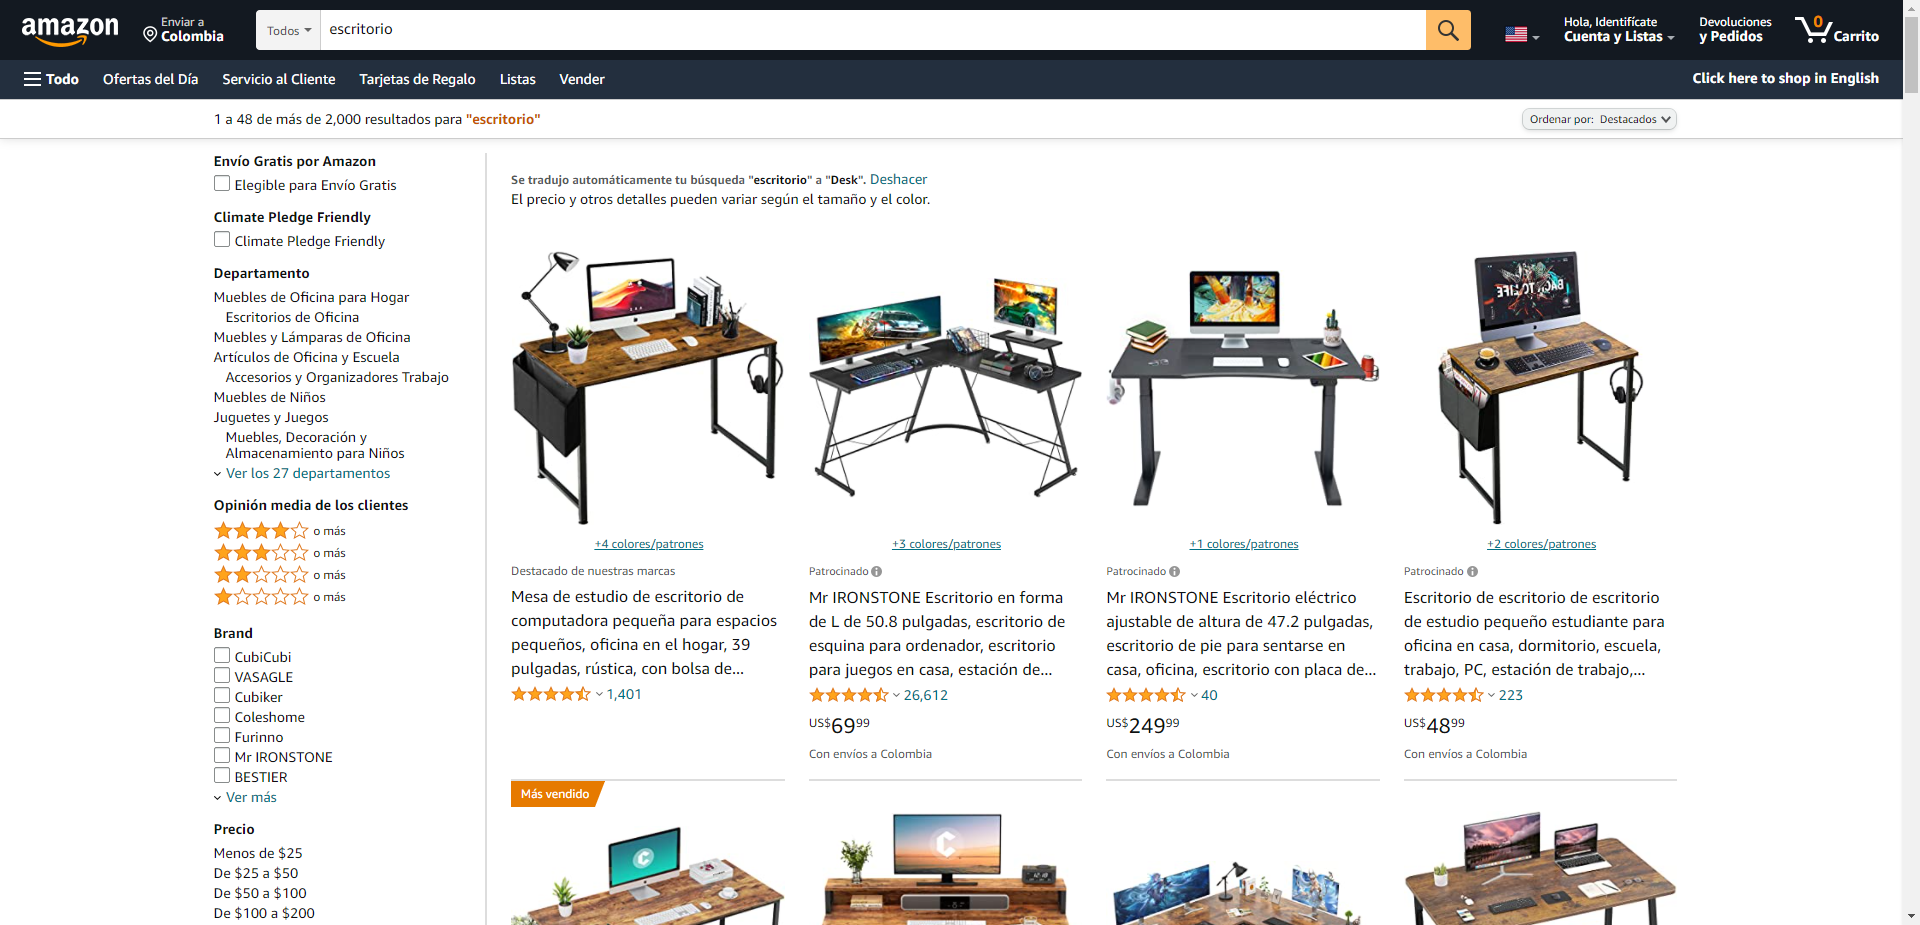 amazon
Enviar a
Colombia
Todos
escritorio
Hola, Identifícate
Cuenta y Listas
Devoluciones
y Pedidos
0
Carrito
Todo
Ofertas del Día
Servicio al Cliente
Tarjetas de Regalo
Listas
Vender
Click here to shop in English
1 a 48 de más de 2,000 resultados para "escritorio"
Ordenar por: Destacados
Envío Gratis por Amazon
Elegible para Envío Gratis
Climate Pledge Friendly
Climate Pledge Friendly
Departamento
Muebles de Oficina para Hogar
Escritorios de Oficina
Muebles y Lámparas de Oficina
Artículos de Oficina y Escuela
Accesorios y Organizadores Trabajo
Muebles de Niños
Juguetes y Juegos
Muebles, Decoración y
Almacenamiento para Niños
Ver los 27 departamentos
Opinión media de los clientes
o más
o más
o más
o más
Brand
CubiCubi
VASAGLE
Cubiker
Coleshome
Furinno
Mr IRONSTONE
BESTIER
Ver más
Precio
Menos de $25
De $25 a $50
De $50 a $100
De $100 a $200
Se tradujo automáticamente tu búsqueda "escritorio" a "Desk". Deshacer
El precio y otros detalles pueden variar según el tamaño y el color.
+4 colores/patrones
Destacado de nuestras marcas
Mesa de estudio de escritorio de
computadora pequeña para espacios
pequeños, oficina en el hogar, 39
pulgadas, rústica, con bolsa de...
1,401
+3 colores/patrones
Patrocinado
Mr IRONSTONE Escritorio en forma
de L de 50.8 pulgadas, escritorio de
esquina para ordenador, escritorio
para juegos en casa, estación de...
26,612
US$6999
Con envíos a Colombia
+1 colores/patrones
Patrocinado
Mr IRONSTONE Escritorio eléctrico
ajustable de altura de 47.2 pulgadas,
escritorio de pie para sentarse en
casa, oficina, escritorio con placa de...
40
US$24999
Con envíos a Colombia
BACK TO LIFE
+2 colores/patrones
Patrocinado
Escritorio de escritorio de escritorio
de estudio pequeño estudiante para
oficina en casa, dormitorio, escuela,
trabajo, PC, estación de trabajo,...
223
US$4899
Con envíos a Colombia
Más vendido